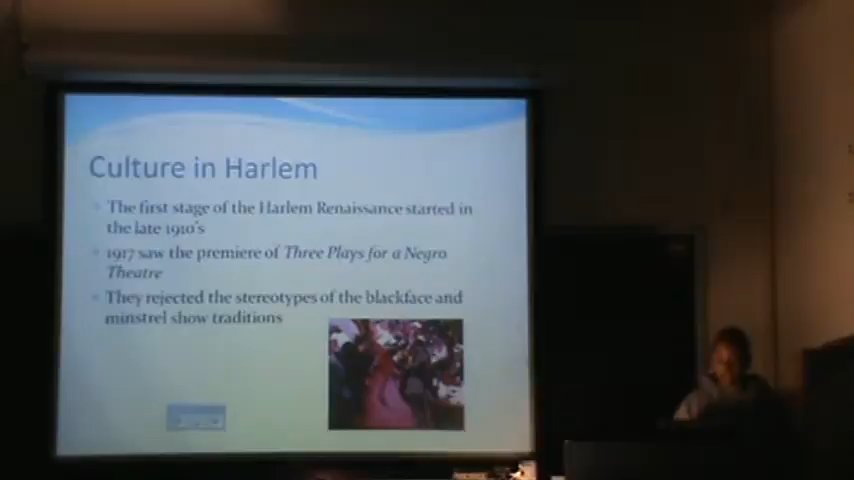 Culture in Harlem
The first stage of the Harlem Renaissance started in
the late 1910's
1917 saw the premiere of Three Plays for a Negro
Theatre
They rejected the stereotypes of the blackface and
minstrel show traditions